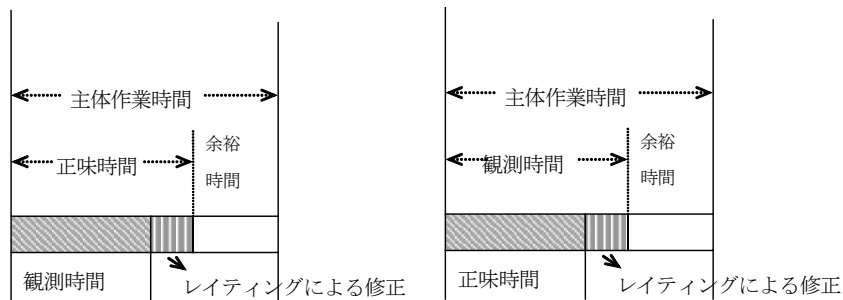 主体作業時間
正味時間
余裕
時間
観測時間
レイティングによる修正
主体作業時間
観測時間
余裕
時間
正味時間
レイティングによる修正